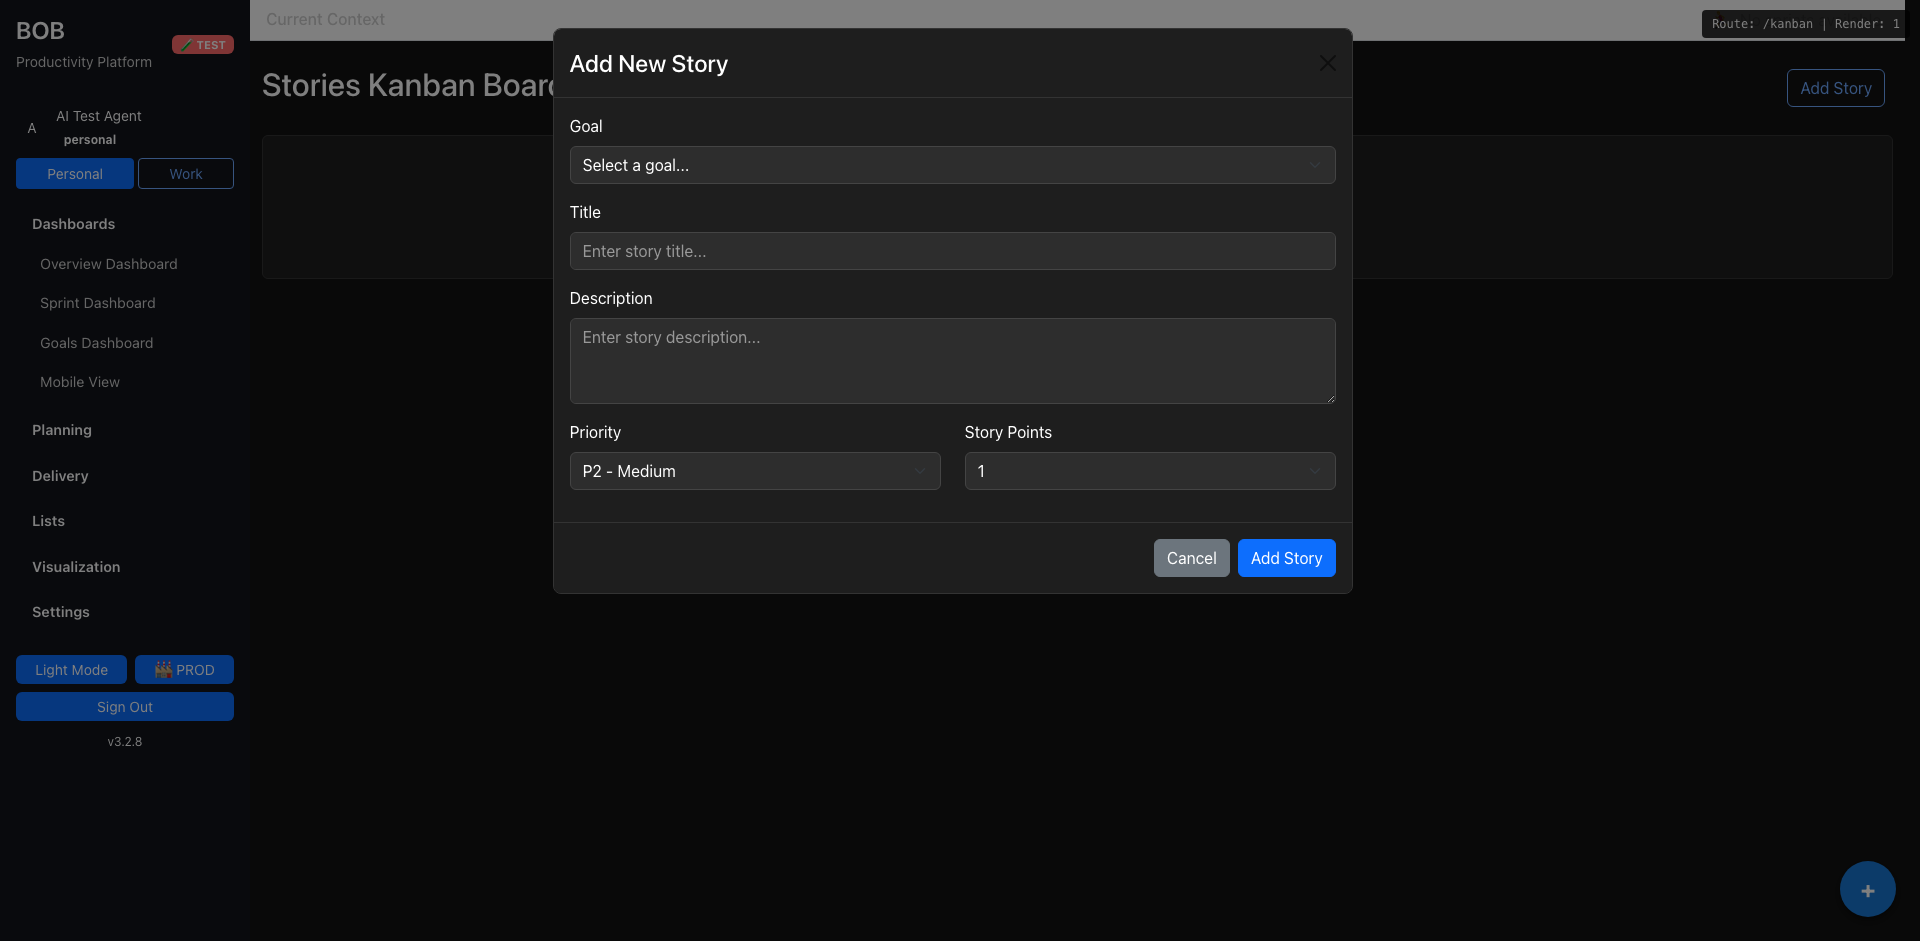 BOB
TEST
Productivity Platform
A
AI Test Agent
personal
Personal
Work
Dashboards
Overview Dashboard
Sprint Dashboard
Goals Dashboard
Mobile View
Planning
Delivery
Lists
Visualization
Settings
Light Mode
PROD
Sign Out
v3.2.8
Current Context
Route: /kanban | Render: 1
Stories Kanban Boar
Add Story
Add New Story
Goal
Select a goal...
Title
Enter story title...
Description
Enter story description...
Priority
Story Points
P2 - Medium
1
Cancel
Add Story
+